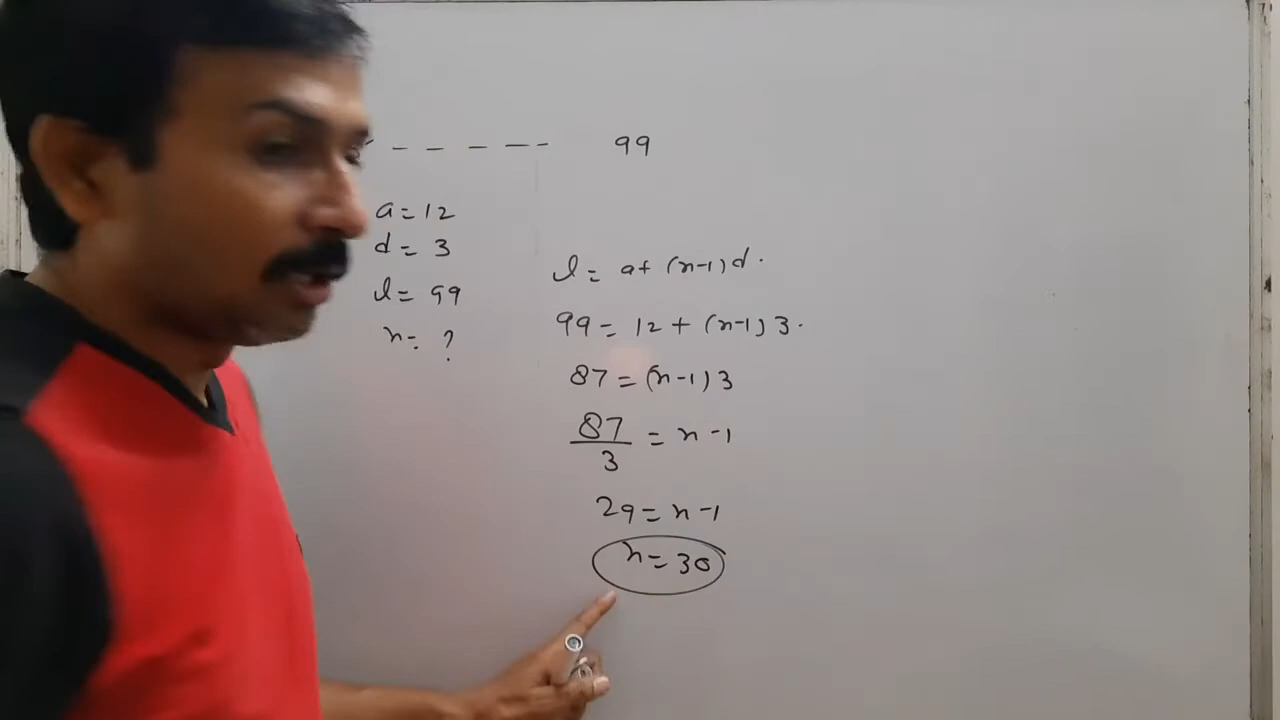 - - - - - 99
a = 12
d = 3
l = 99
n = ?
l = a + (n-1) d.
99 = 12 + (n-1) 3.
87 = (n-1) 3
87/3 = n-1
29 = n-1
n = 30